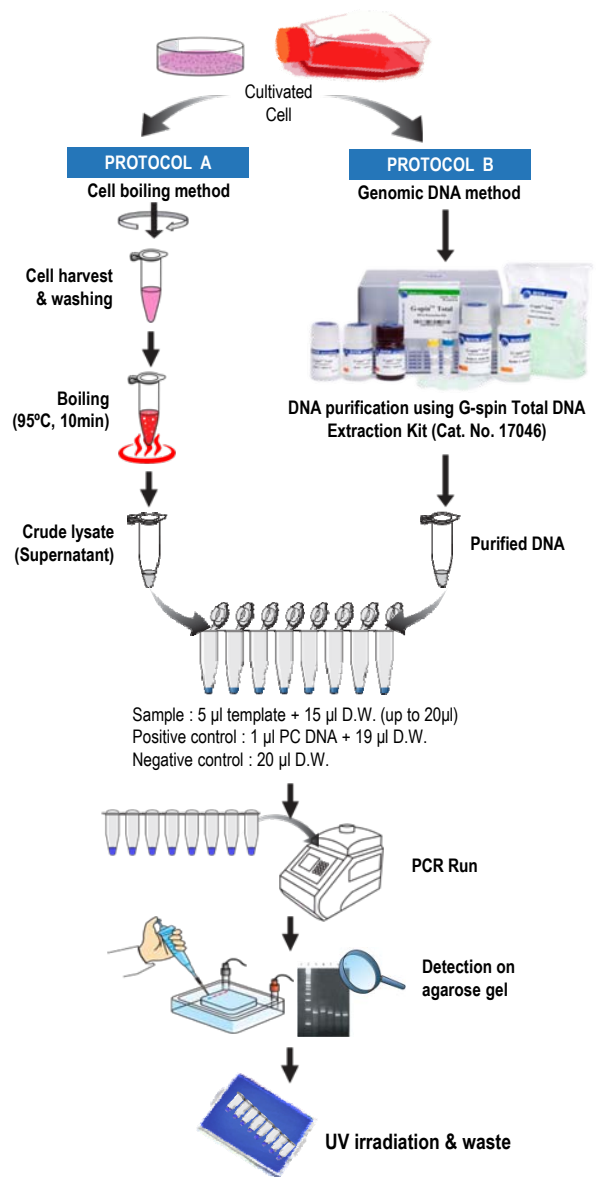 Cultivated
Cell
PROTOCOL A
Cell boiling method
Cell harvest
& washing
Boiling
(95ºC, 10min)
Crude lysate
(Supernatant)
PROTOCOL B
Genomic DNA method
G-spin™ Total
DNA purification using G-spin Total DNA
Extraction Kit (Cat. No. 17046)
Purified DNA
Sample : 5 µl template + 15 µl D.W. (up to 20µl)
Positive control : 1 µl PC DNA + 19 µl D.W.
Negative control : 20 µl D.W.
PCR Run
Detection on
agarose gel
UV irradiation & waste